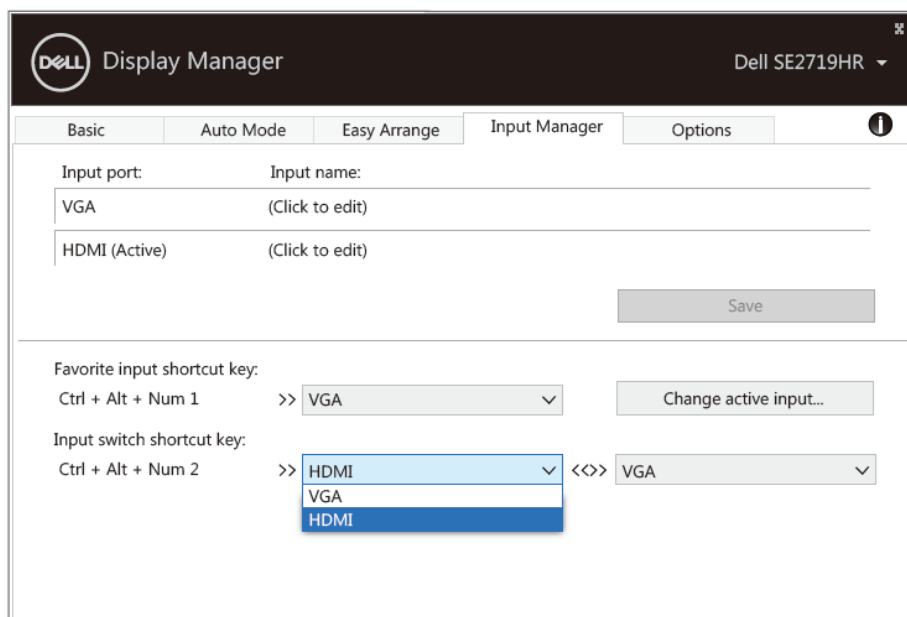 DELL Display Manager
Dell SE2719HR
Basic Auto Mode Easy Arrange Input Manager Options
Input port: Input name:
VGA (Click to edit)
HDMI (Active) (Click to edit)
Save
Favorite input shortcut key:
Ctrl + Alt + Num 1 >> VGA Change active input...
Input switch shortcut key:
Ctrl + Alt + Num 2 >> HDMI <<>> VGA
VGA
HDMI